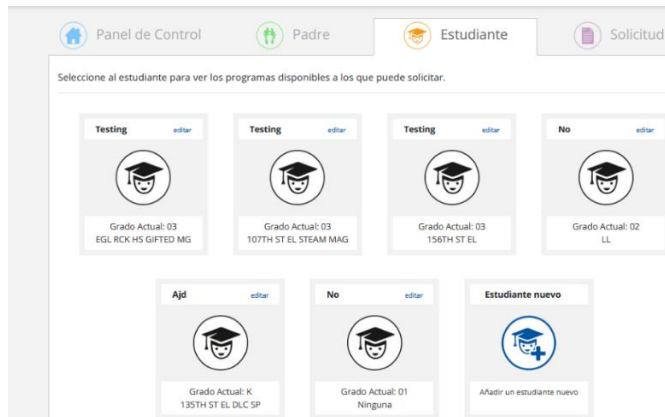 Panel de Control
Padre
Estudiante
Solicitud
Seleccione al estudiante para ver los programas disponibles a los que puede solicitar.
Testing editar
Testing editar
Testing editar
No editar
Grado Actual: 03
EGL RCK HS GIFTED MG
Grado Actual: 03
107TH ST EL STEAM MAG
Grado Actual: 03
156TH ST EL
Grado Actual: 02
LL
Ajd editar
No editar
Estudiante nuevo
Grado Actual: K
135TH ST EL DLC SP
Grado Actual: 01
Ninguna
Añadir un estudiante nuevo